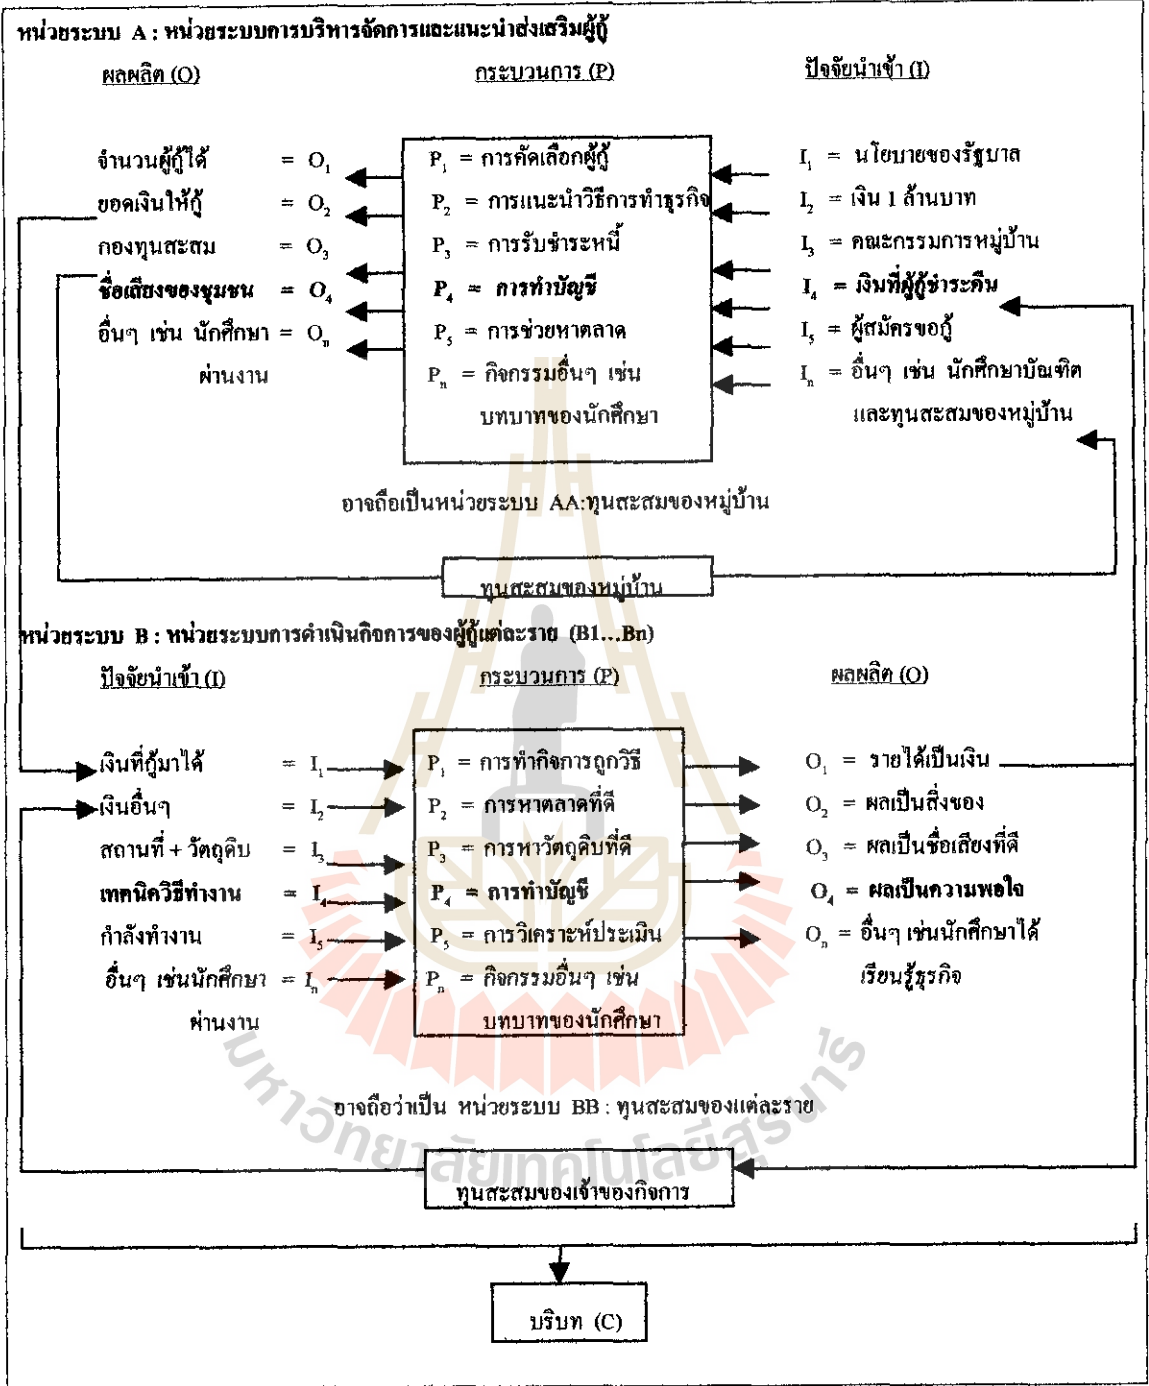 หน่วยระบบ A : หน่วยระบบการบริหารจัดการและแนะนำส่งเสริมผู้กู้
ผลผลิต (O) กระบวนการ (P) ปัจจัยนำเข้า (I)
จำนวนผู้กู้ได้ = O1 P1 = การคัดเลือกผู้กู้ I1 = นโยบายของรัฐบาล
ยอดเงินให้กู้ = O2 P2 = การแนะนำวิธีการทำธุรกิจ I2 = เงิน 1 ล้านบาท
กองทุนสะสม = O3 P3 = การรับชำระหนี้ I3 = คณะกรรมการหมู่บ้าน
ชื่อเสียงของชุมชน = O4 P4 = การทำบัญชี I4 = เงินที่ผู้กู้ชำระคืน
อื่นๆ เช่น นักศึกษา = On P5 = การช่วยหาตลาด I5 = ผู้สมัครขอกู้
ผ่านงาน Pn = กิจกรรมอื่นๆ เช่น In = อื่นๆ เช่น นักศึกษาบัณฑิต
บทบาทของนักศึกษา และทุนสะสมของหมู่บ้าน
อาจถือเป็นหน่วยระบบ AA:ทุนสะสมของหมู่บ้าน
ทุนสะสมของหมู่บ้าน
หน่วยระบบ B : หน่วยระบบการดำเนินกิจการของผู้กู้แต่ละราย (B1...Bn)
ปัจจัยนำเข้า (I) กระบวนการ (P) ผลผลิต (O)
เงินที่กู้มาได้ = I1 P1 = การทำกิจการถูกวิธี O1 = รายได้เป็นเงิน
เงินอื่นๆ = I2 P2 = การหาตลาดที่ดี O2 = ผลเป็นสิ่งของ
สถานที่ + วัตถุดิบ = I3 P3 = การหาวัตถุดิบที่ดี O3 = ผลเป็นชื่อเสียงที่ดี
เทคนิควิธีทำงาน = I4 P4 = การทำบัญชี O4 = ผลเป็นความพอใจ
กำลังทำงาน = I5 P5 = การวิเคราะห์ประเมิน On = อื่นๆ เช่นนักศึกษาได้
อื่นๆ เช่นนักศึกษา = In Pn = กิจกรรมอื่นๆ เช่น เรียนรู้ธุรกิจ
ผ่านงาน บทบาทของนักศึกษา
อาจถือว่าเป็น หน่วยระบบ BB : ทุนสะสมของแต่ละราย
มหาวิทยาลัยเทคโนโลยีสุรนารี
ทุนสะสมของเจ้าของกิจการ
บริบท (C)